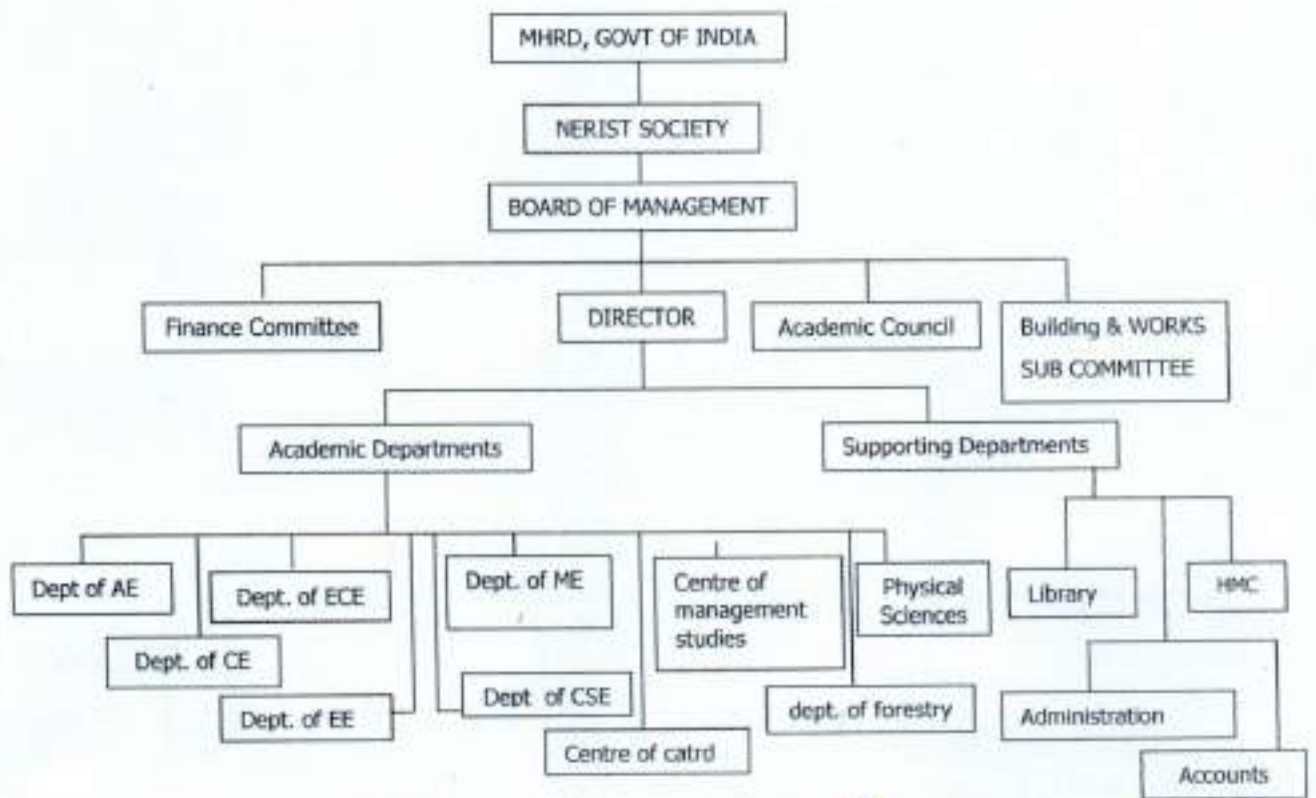 MHRD, GOVT OF INDIA
NERIST SOCIETY
BOARD OF MANAGEMENT
Finance Committee
DIRECTOR
Academic Council
Building & WORKS
SUB COMMITTEE
Academic Departments
Supporting Departments
Dept of AE
Dept. of ECE
Dept. of ME
Centre of
management
studies
Physical
Sciences
Library
HMC
Dept. of CE
Dept. of EE
Dept of CSE
dept. of forestry
Administration
Centre of catrd
Accounts